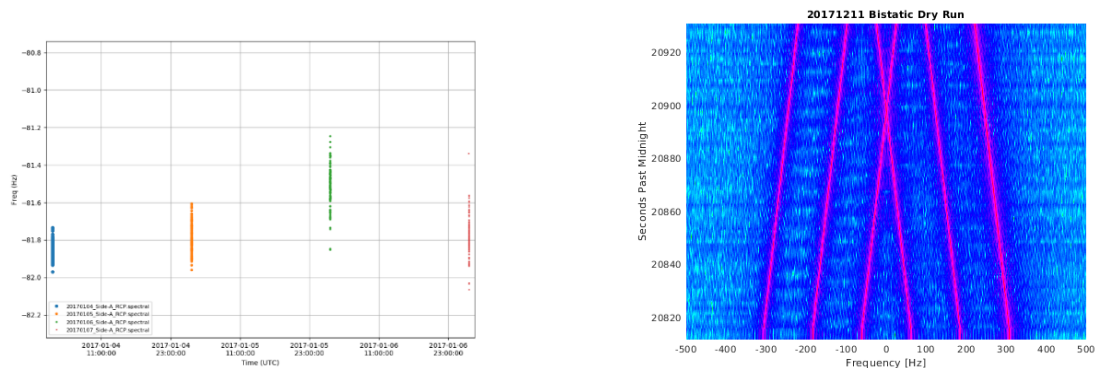 -80.8
-81.0
-81.2
-81.4
-81.6
-81.8
-82.0
-82.2
Freq (Hz)
20170104_Side-A_RCP spectral
20170105_Side-A_RCP spectral
20170106_Side-A_RCP spectral
20170107_Side-A_RCP spectral
2017-01-04 11:00:00
2017-01-04 23:00:00
2017-01-05 11:00:00
2017-01-05 23:00:00
2017-01-06 11:00:00
2017-01-06 23:00:00
Time (UTC)
20171211 Bistatic Dry Run
20920
20900
20880
20860
20840
20820
Seconds Past Midnight
-500 -400 -300 -200 -100 0 100 200 300 400 500
Frequency [Hz]